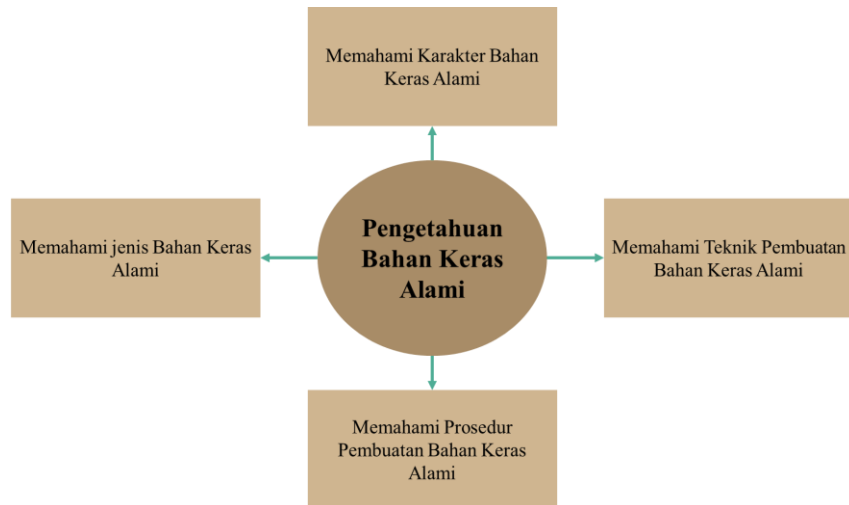 Memahami Karakter Bahan
Keras Alami
Memahami jenis Bahan Keras
Alami
Pengetahuan
Bahan Keras
Alami
Memahami Teknik Pembuatan
Bahan Keras Alami
Memahami Prosedur
Pembuatan Bahan Keras
Alami